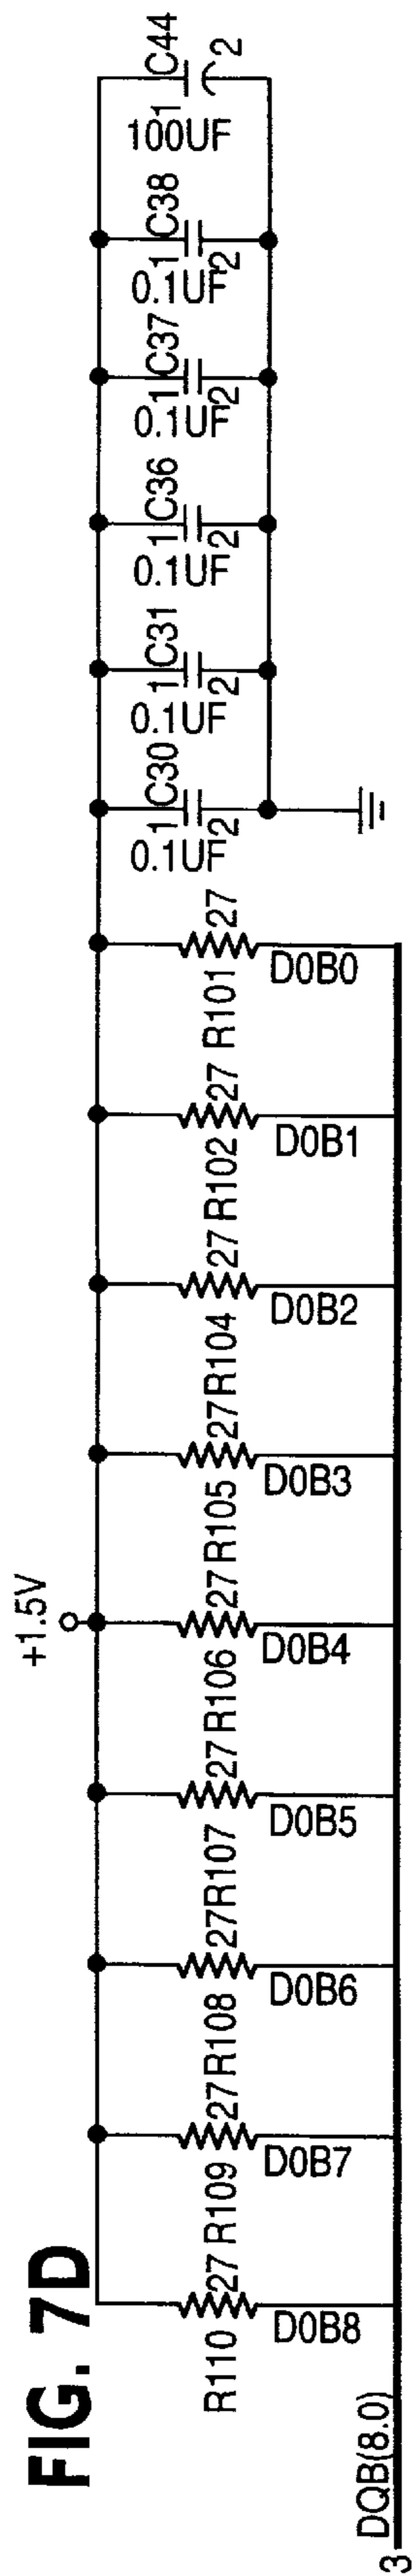 FIG. 7D
+1.5V
R110 27
R109 27
R108 27
R107 27
R106 27
R105 27
R104 27
R102 27
R101 27
1 C30 2
0.1UF
1 C31 2
0.1UF
1 C36 2
0.1UF
1 C37 2
0.1UF
1 C38 2
0.1UF
1 C44 2
100UF
D0B8
D0B7
D0B6
D0B5
D0B4
D0B3
D0B2
D0B1
D0B0
3 DQB(8.0)